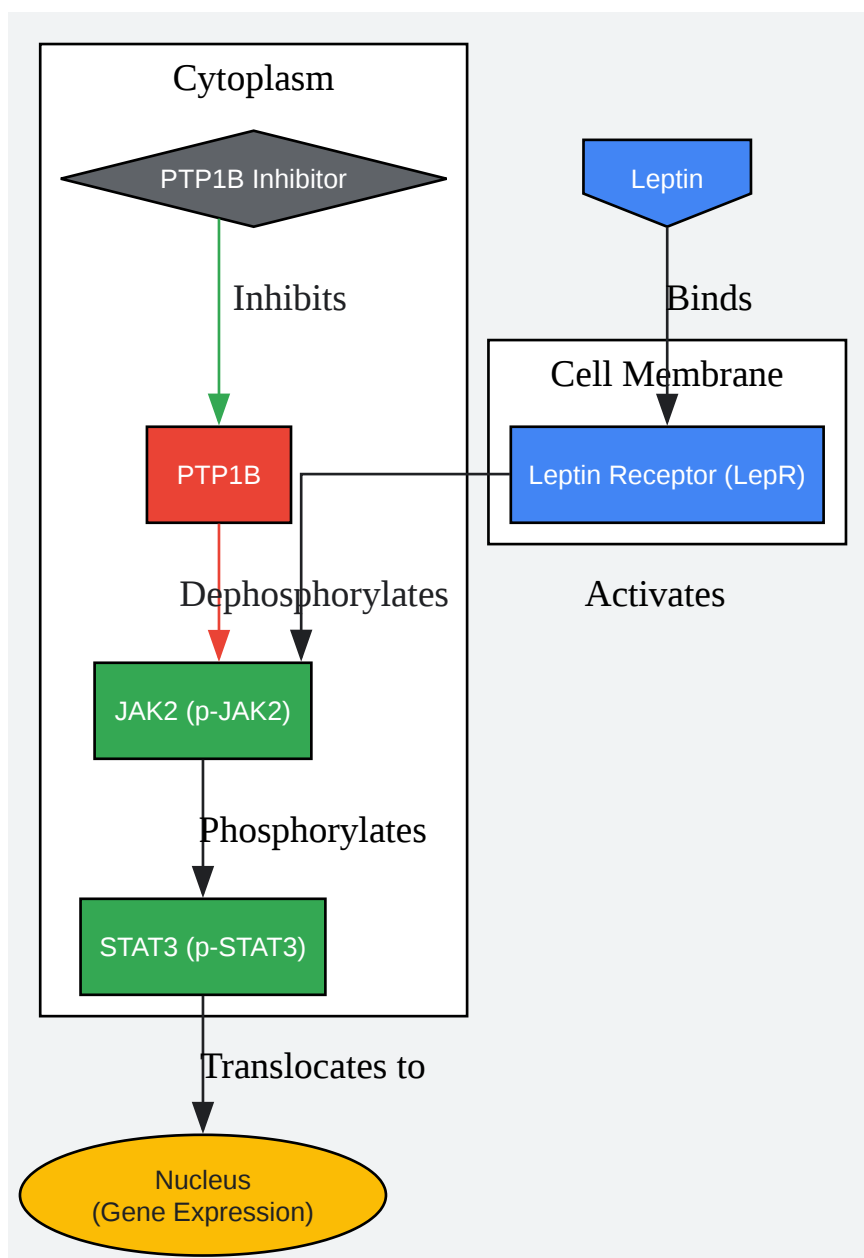 Cytoplasm
PTP1B Inhibitor
Leptin
Inhibits
Binds
Cell Membrane
PTP1B
Leptin Receptor (LepR)
Dephosphorylates
Activates
JAK2 (p-JAK2)
Phosphorylates
STAT3 (p-STAT3)
Translocates to
Nucleus
(Gene Expression)